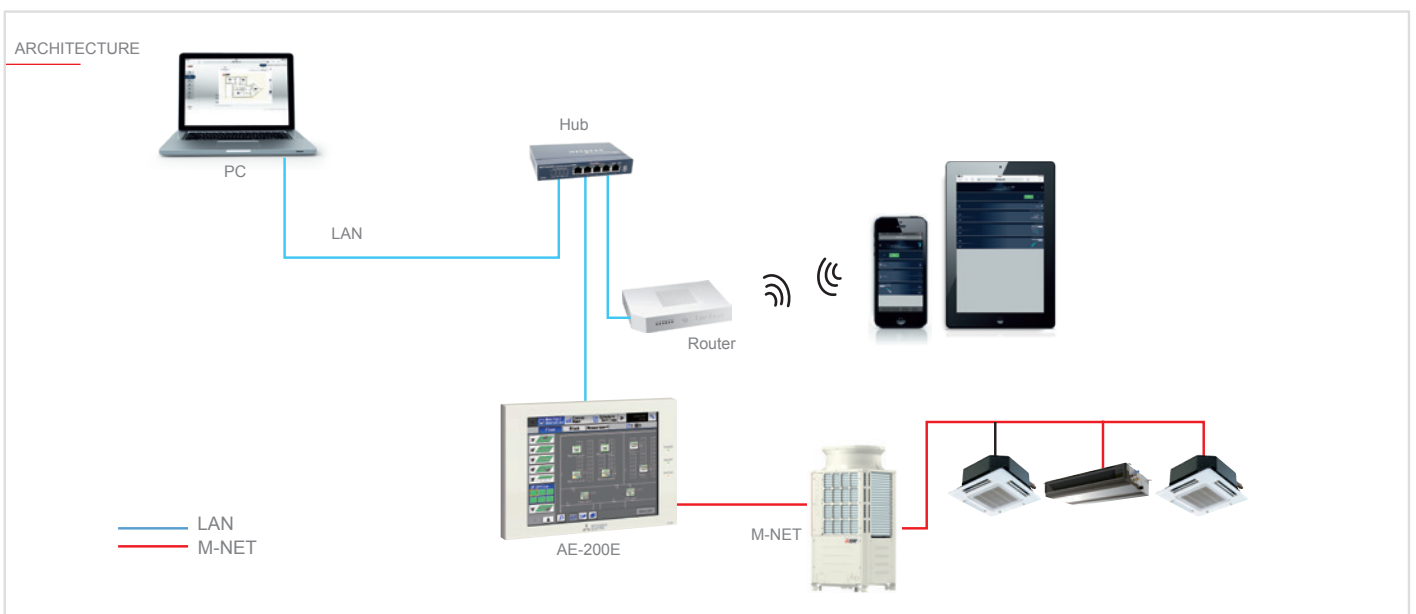 ARCHITECTURE
Hub
PC
LAN
Router
M-NET
AE-200E
LAN
M-NET